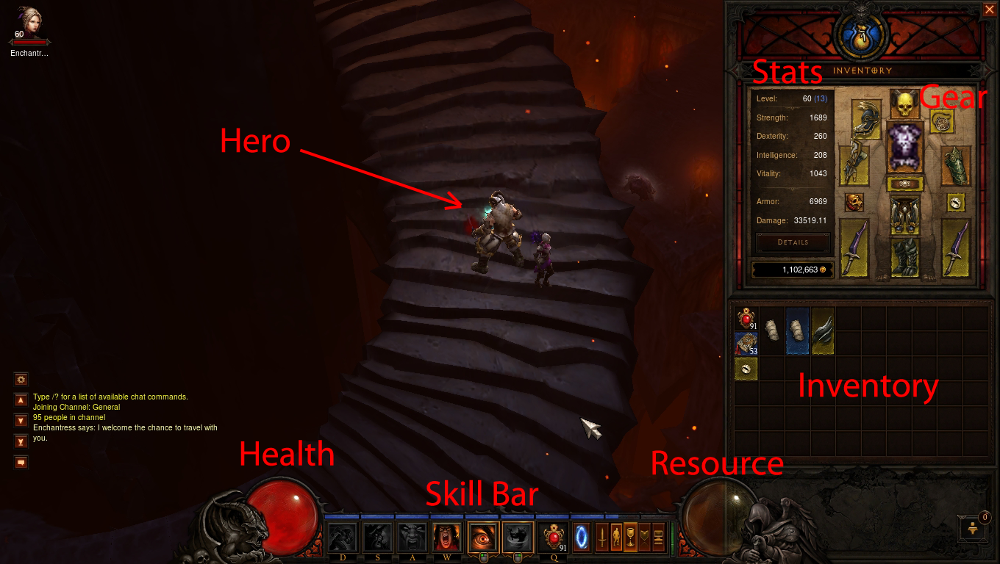 60
Enchantr...
Hero
Stats
INVENTORY
Gear
Level: 60 (13)
Strength: 1689
Dexterity: 260
Intelligence: 208
Vitality: 1043
Armor: 6969
Damage: 33519.11
DETAILS
1,102,663
91
53
Inventory
Type /? for a list of available chat commands.
Joining Channel: General
95 people in channel
Enchantress says: I welcome the chance to travel with
you.
Health
Skill Bar
Resource
91
D S A W Q
0